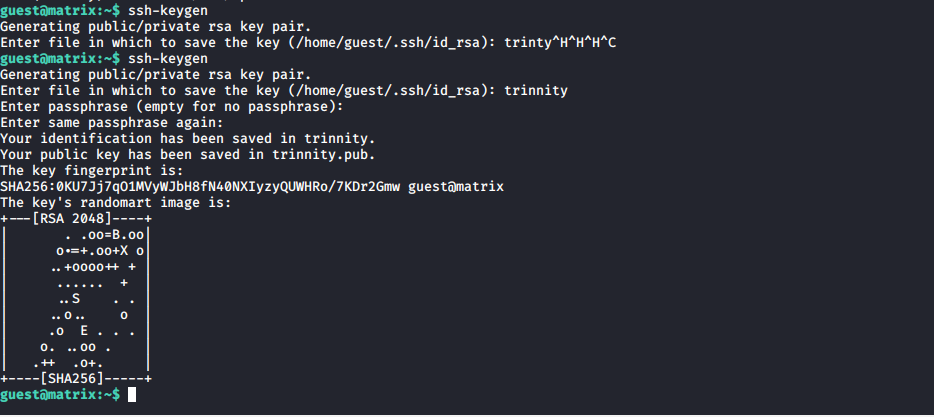 guest@matrix:~$ ssh-keygen
Generating public/private rsa key pair.
Enter file in which to save the key (/home/guest/.ssh/id_rsa): trinty^H^H^H^C
guest@matrix:~$ ssh-keygen
Generating public/private rsa key pair.
Enter file in which to save the key (/home/guest/.ssh/id_rsa): trinnity
Enter passphrase (empty for no passphrase):
Enter same passphrase again:
Your identification has been saved in trinnity.
Your public key has been saved in trinnity.pub.
The key fingerprint is:
SHA256:0KU7Jj7qO1MVyWJbH8fN40NXIyzyQUWHRo/7KDr2Gmw guest@matrix
The key's randomart image is:
+---[RSA 2048]----+
|       . .oo=B.oo|
|      o*=+.oo+X o|
|     ..+oooo++ + |
|      ......  +  |
|      ..S    . . |
|     ..o..    o  |
|     .o  E . . . |
|    o. ..oo .    |
|   .++  .o+.     |
+----[SHA256]-----+
guest@matrix:~$